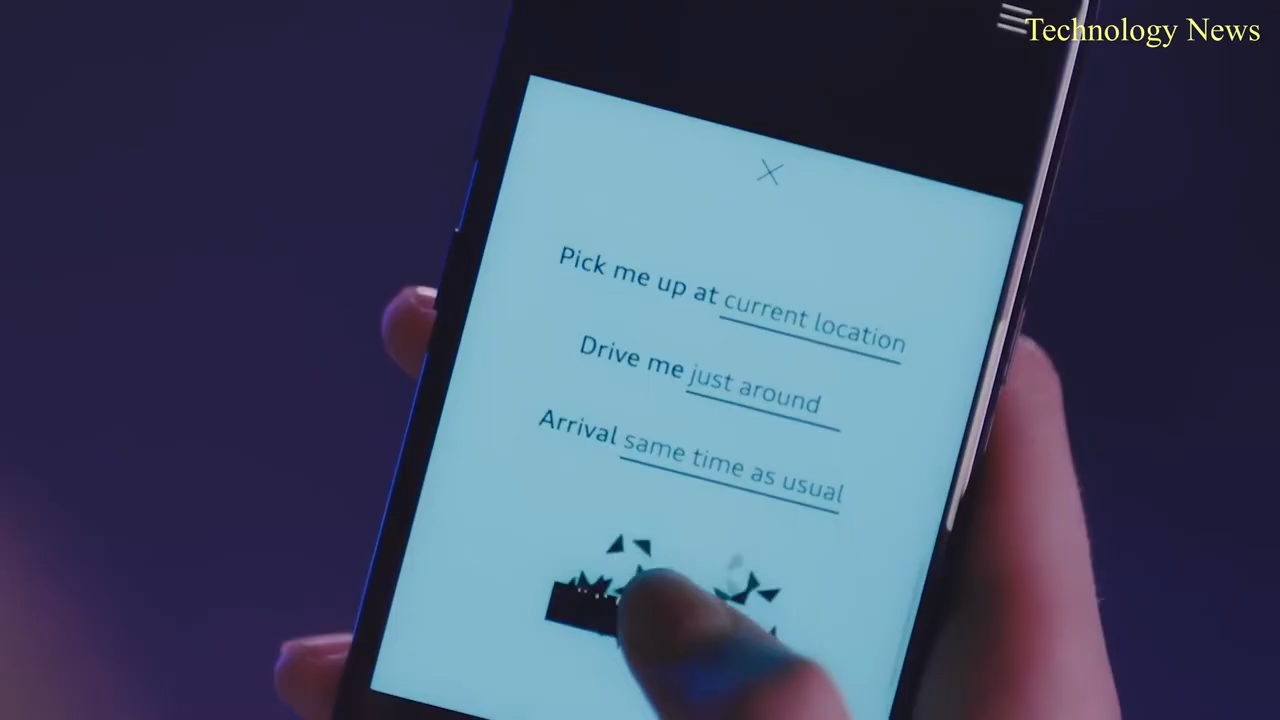 Technology News
Pick me up at current location
Drive me just around
Arrival same time as usual